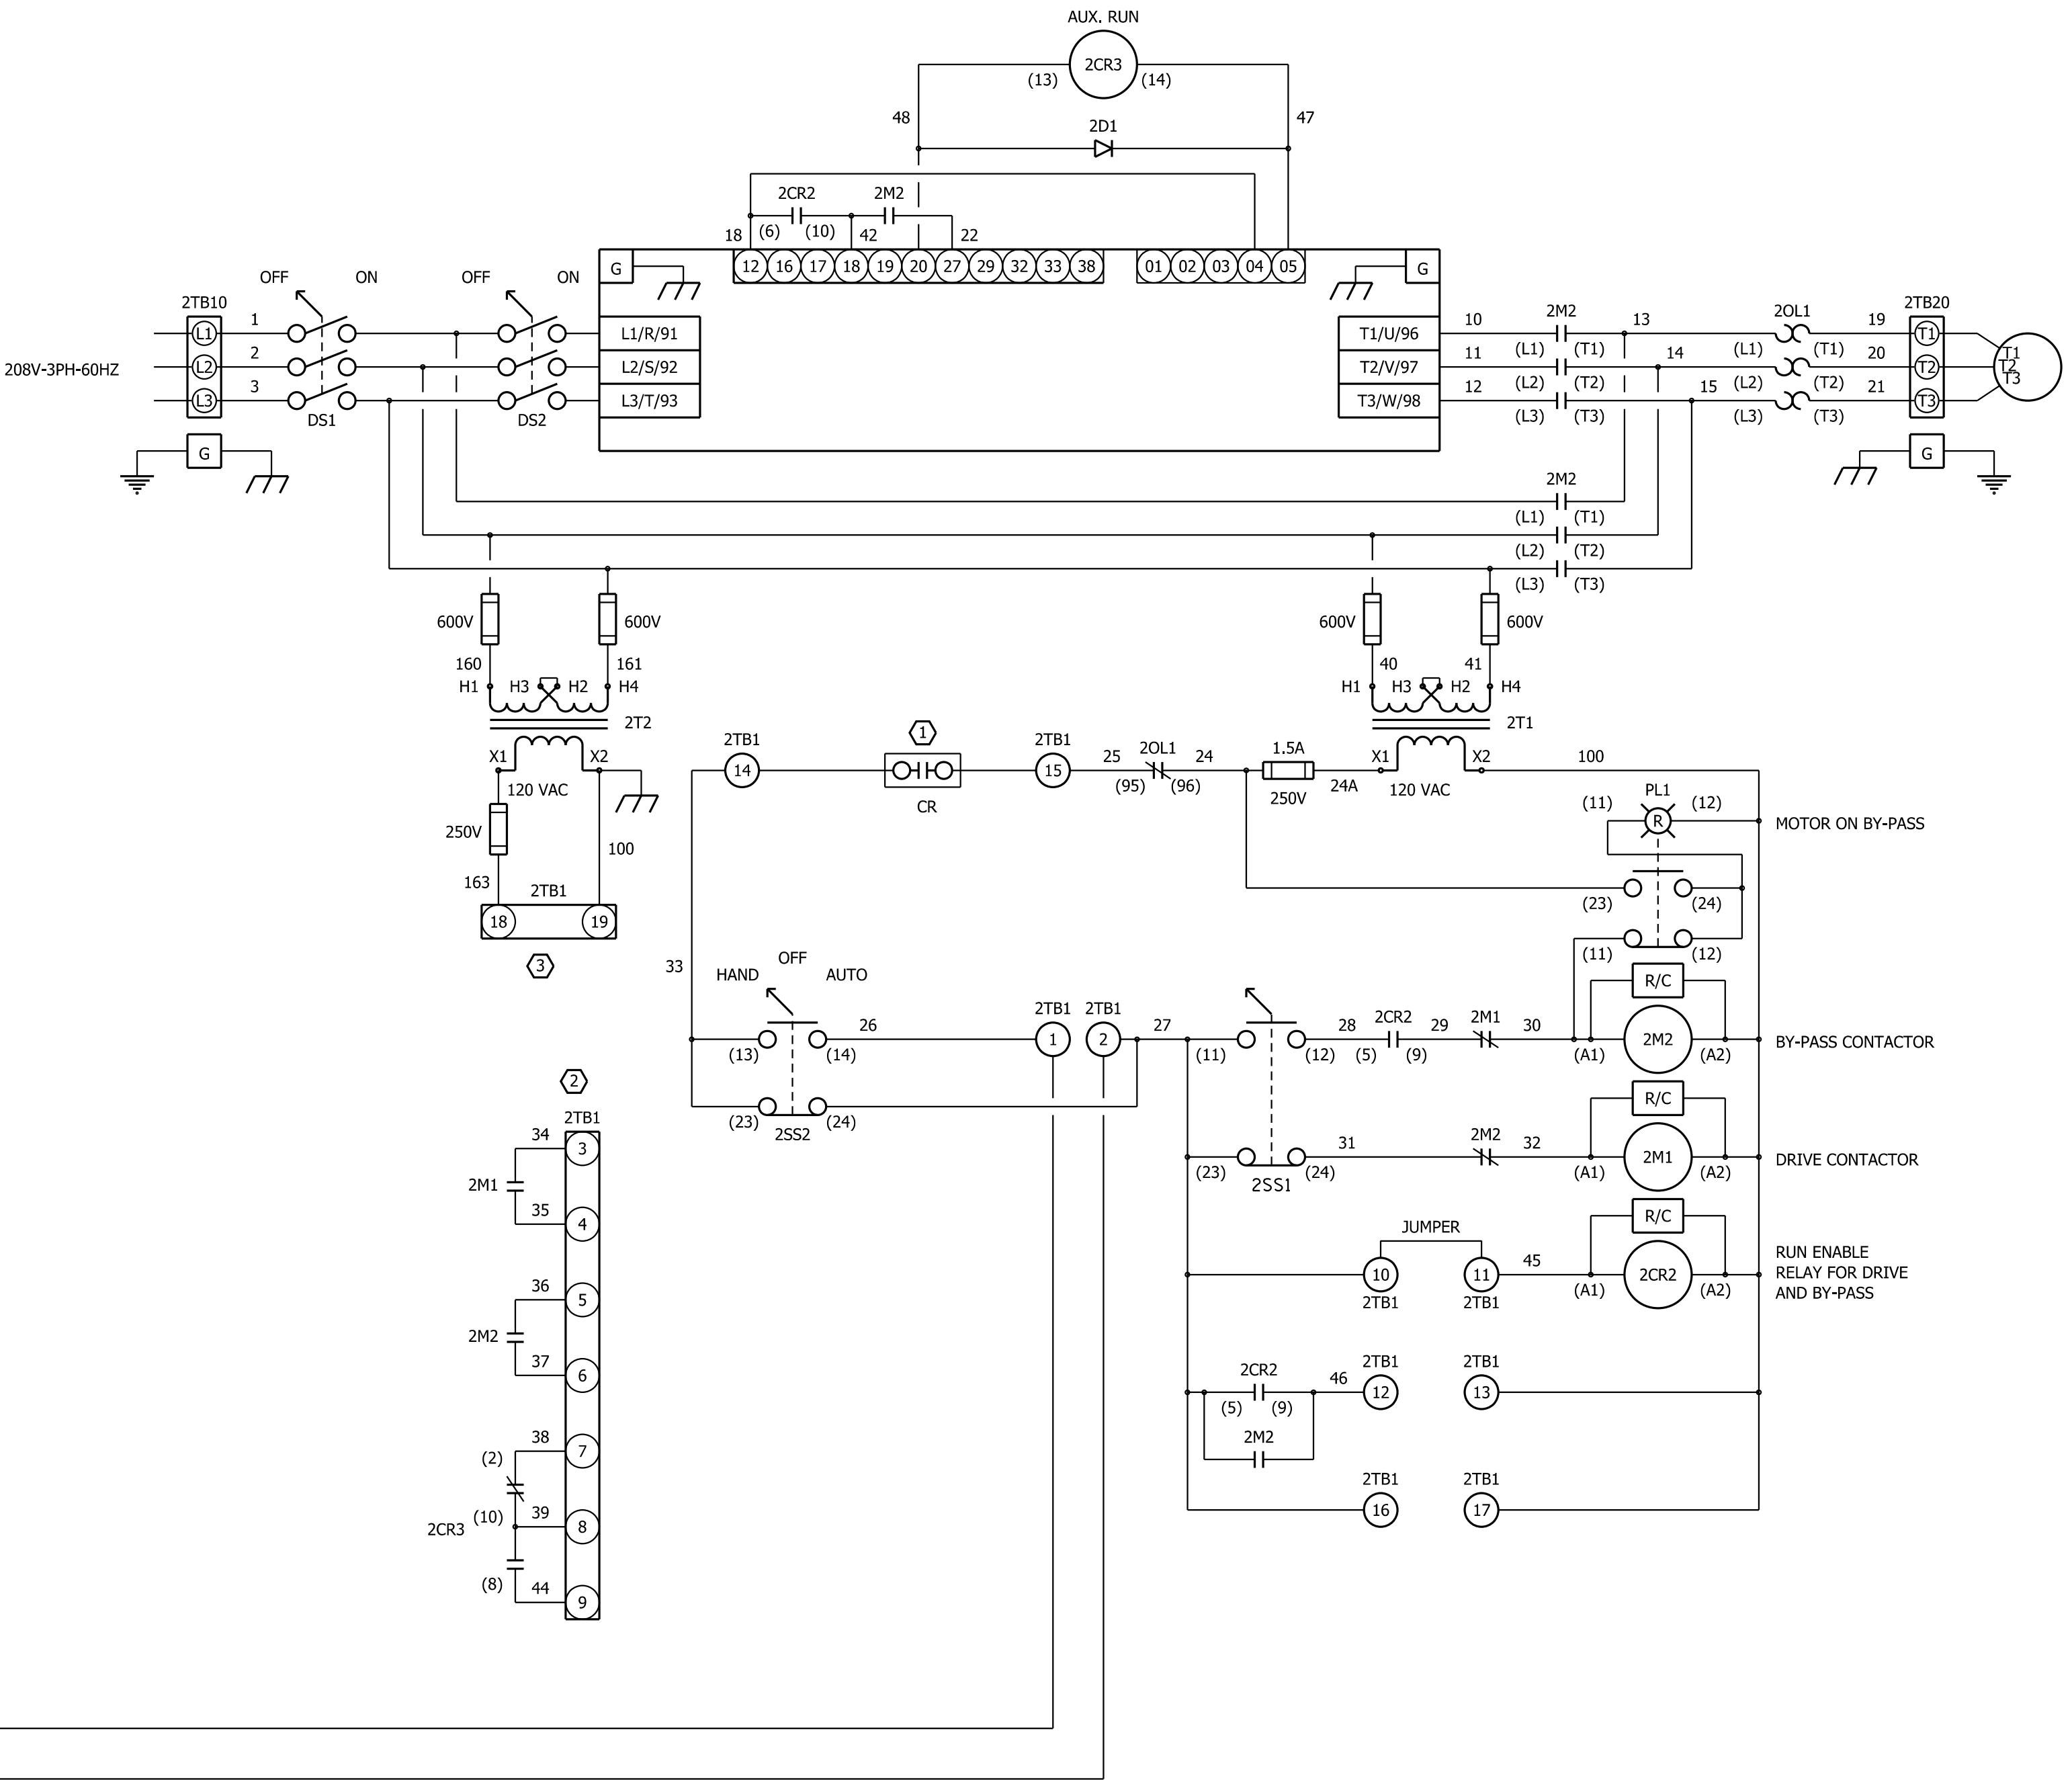 AUX. RUN
2CR3
(13) (14)
48 47
2D1
2CR2 2M2
18 (6) (10) 42 22
G 12 16 17 18 19 20 27 29 32 33 38 01 02 03 04 05 G
OFF ON OFF ON
2TB10 2M2 2OL1 2TB20
L1 1 L1/R/91 T1/U/96 10 13 19 T1
(L1) (T1) (L1) (T1)
208V-3PH-60HZ L2 2 L2/S/92 T2/V/97 11 14 20 T2
(L2) (T2) (L2) (T2)
L3 3 L3/T/93 T3/W/98 12 15 21 T3
(L3) (T3) (L3) (T3)
T1
T2
T3
DS1 DS2
G G
2M2
(L1) (T1)
(L2) (T2)
(L3) (T3)
600V 600V 600V 600V
160 161 40 41
H1 H3 H2 H4 H1 H3 H2 H4
2T2 2T1
X1 X2 X1 X2
120 VAC 120 VAC
1
2TB1 2TB1 25 2OL1 24 1.5A 100
14 15
CR (95) (96) 250V 24A
250V
100
163 2TB1
18 19
3
PL1
(11) (12)
R MOTOR ON BY-PASS
(23) (24)
(11) (12)
33
OFF
HAND AUTO
R/C
2TB1 2TB1
26 1 2 27 28 2CR2 29 2M1 30 2M2 BY-PASS CONTACTOR
(13) (14) (11) (12) (5) (9) (A1) (A2)
R/C
(23) (24)
2SS2
31 2M2 32 2M1 DRIVE CONTACTOR
(23) (24) (A1) (A2)
2SS1
R/C
JUMPER
10 11 45 2CR2
2TB1 2TB1 (A1) (A2)
RUN ENABLE
RELAY FOR DRIVE
AND BY-PASS
2CR2 46 2TB1 2TB1
12 13
(5) (9)
2M2
2TB1 2TB1
16 17
2
2TB1
34 3
2M1
35 4
36 5
2M2
37 6
38 7
(2)
39 8
(10)
2CR3
(8)
44 9